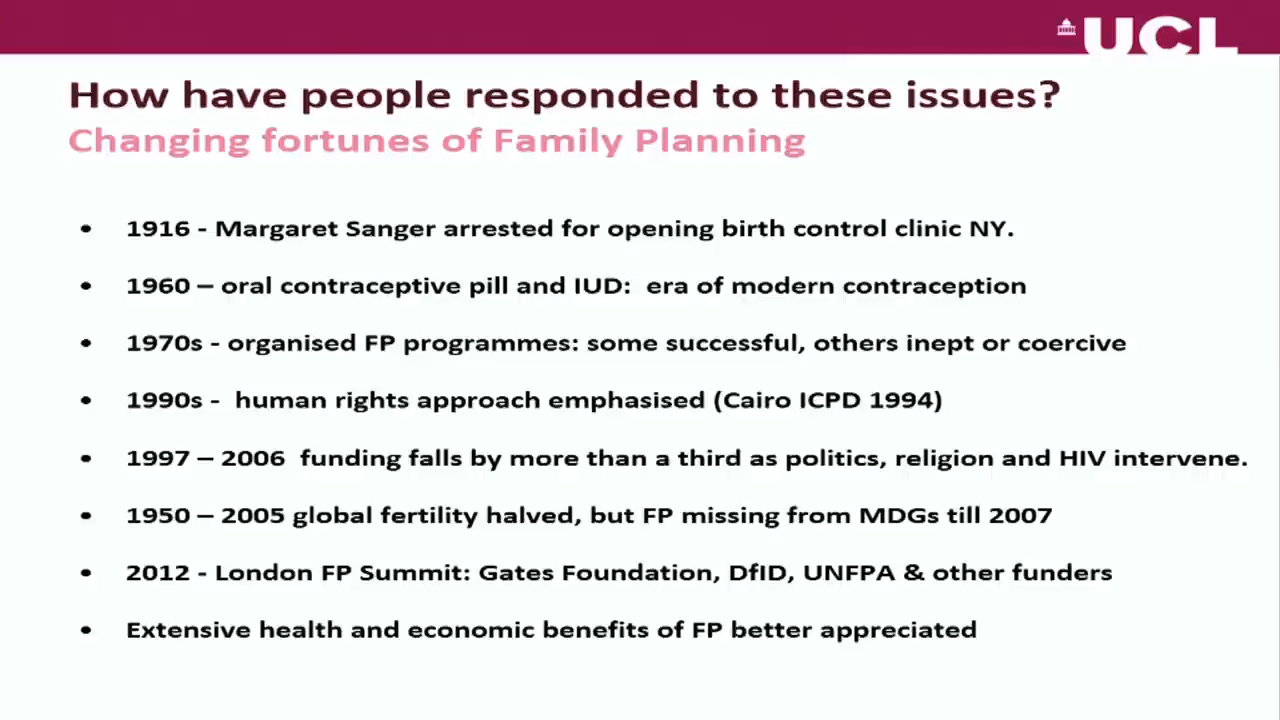 UCL
How have people responded to these issues?
Changing fortunes of Family Planning
• 1916 - Margaret Sanger arrested for opening birth control clinic NY.
• 1960 – oral contraceptive pill and IUD: era of modern contraception
• 1970s - organised FP programmes: some successful, others inept or coercive
• 1990s - human rights approach emphasised (Cairo ICPD 1994)
• 1997 – 2006 funding falls by more than a third as politics, religion and HIV intervene.
• 1950 – 2005 global fertility halved, but FP missing from MDGs till 2007
• 2012 - London FP Summit: Gates Foundation, DfID, UNFPA & other funders
• Extensive health and economic benefits of FP better appreciated